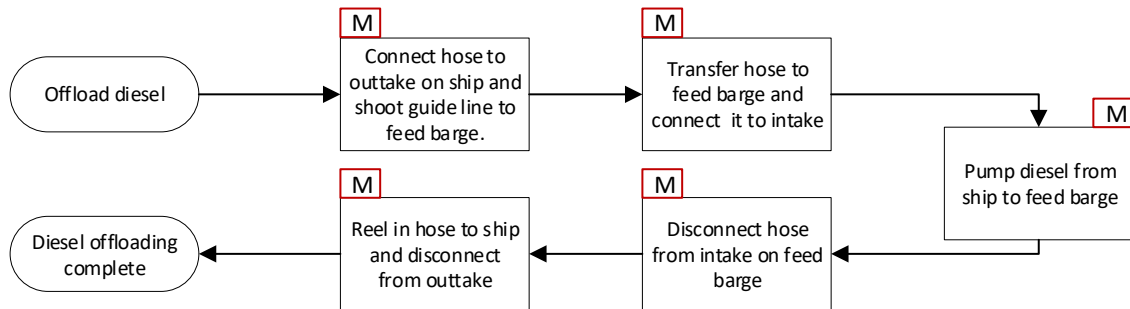 Offload diesel
M
Connect hose to
outtake on ship and
shoot guide line to
feed barge.
M
Transfer hose to
feed barge and
connect it to intake
M
Pump diesel from
ship to feed barge
M
Disconnect hose
from intake on feed
barge
M
Reel in hose to ship
and disconnect
from outtake
Diesel offloading
complete